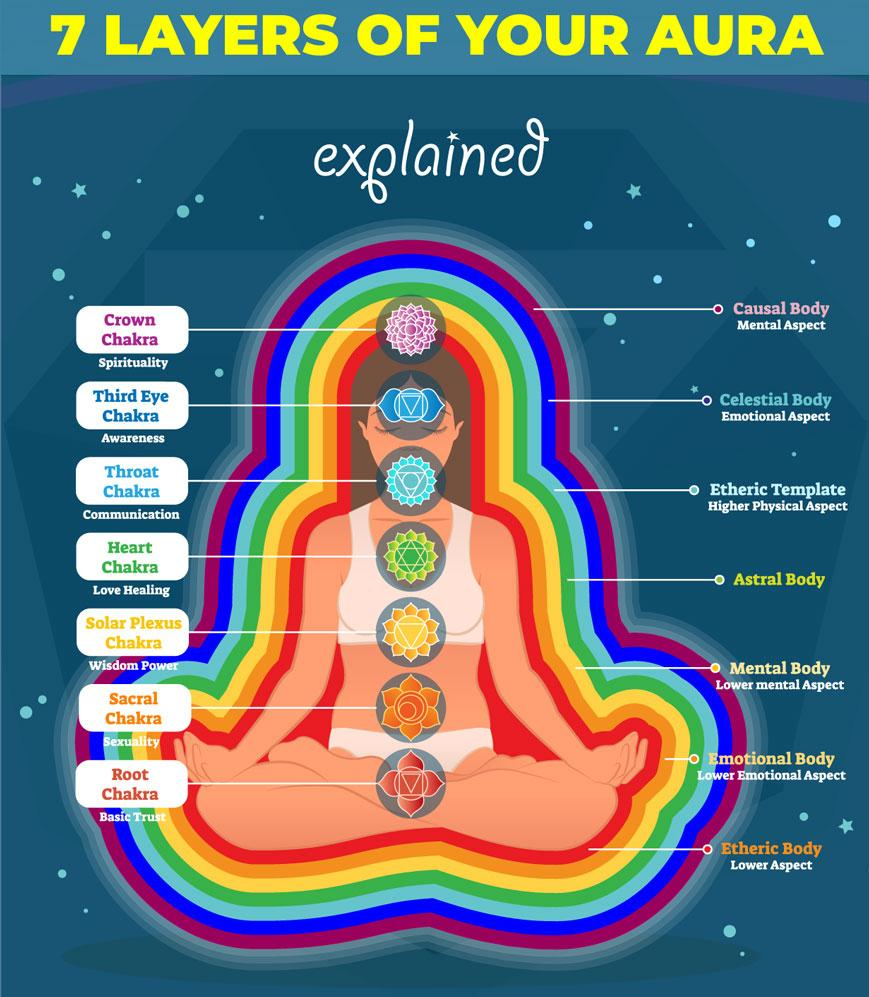 7 LAYERS OF YOUR AURA
explained
Crown
Chakra
Spirituality
Third Eye
Chakra
Awareness
Throat
Chakra
Communication
Heart
Chakra
Love Healing
Solar Plexus
Chakra
Wisdom Power
Sacral
Chakra
Sexuality
Root
Chakra
Basic Trust
Causal Body
Mental Aspect
Celestial Body
Emotional Aspect
Etheric Template
Higher Physical Aspect
Astral Body
Mental Body
Lower mental Aspect
Emotional Body
Lower Emotional Aspect
Etheric Body
Lower Aspect